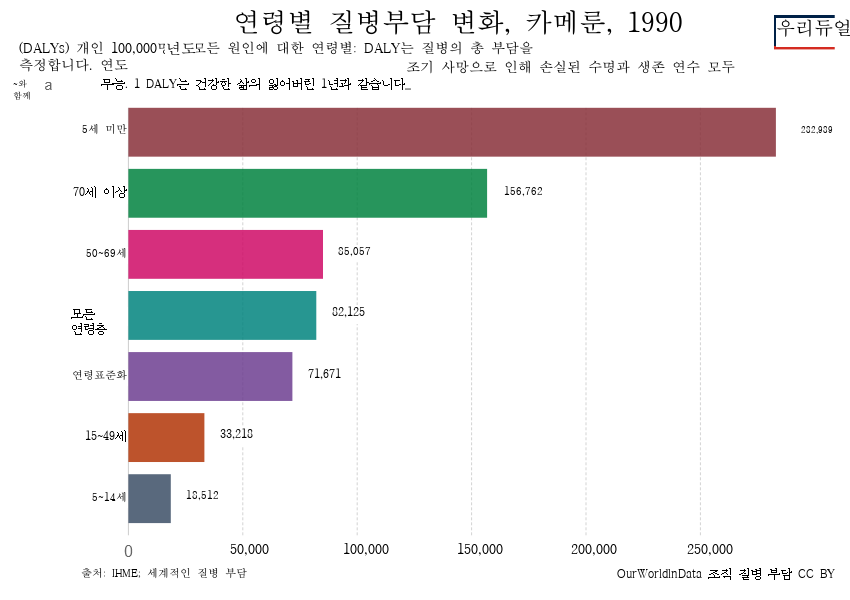 연령별 질병부담 변화, 카메룬, 1990
우리듀얼
(DALYs) 개인 100,000 년도모든 원인에 대한 연령별: DALY는 질병의 총 부담을
측정합니다. 연도 조기 사망으로 인해 손실된 수명과 생존 연수 모두
~와
함께 a 무능. 1 DALY는 건강한 삶의 잃어버린 1년과 같습니다_
5세 미만 282,989
70세 이상 156,762
50~69세 85,057
모든
연령층 82,125
연령표준화 71,671
15~49세 33,218
5~14세 18,512
0 50,000 100,000 150,000 200,000 250,000
출처: IHME; 세계적인 질병 부담
OurWorldInData 조직 질병 부담 CC BY